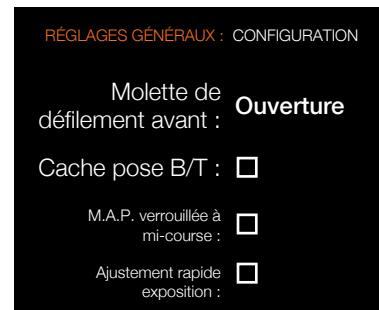 RÉGLAGES GÉNÉRAUX : CONFIGURATION
Molette de
défilement avant : Ouverture
Cache pose B/T :
M.A.P. verrouillée à
mi-course :
Ajustement rapide
exposition :